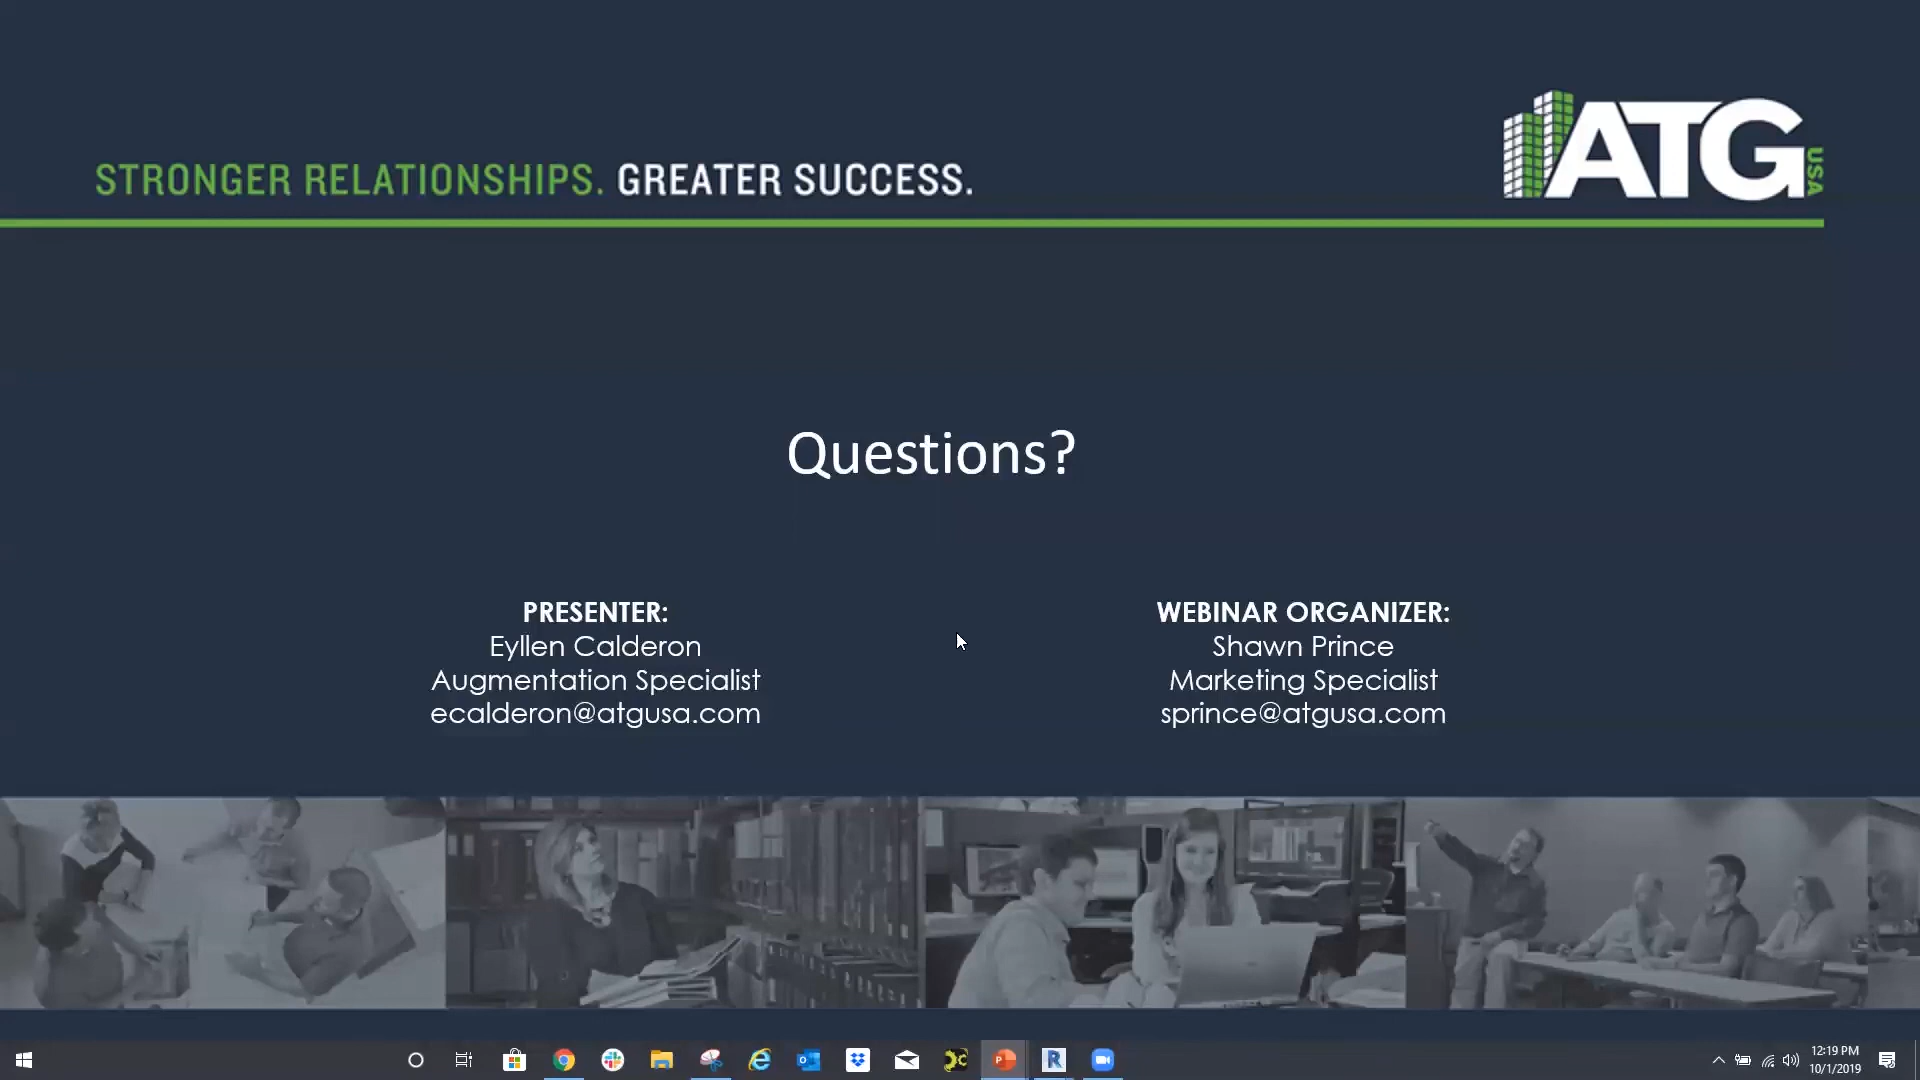 STRONGER RELATIONSHIPS. GREATER SUCCESS.
ATG USA
Questions?
PRESENTER:
Eyllen Calderon
Augmentation Specialist
ecalderon@atgusa.com
WEBINAR ORGANIZER:
Shawn Prince
Marketing Specialist
sprince@atgusa.com
12:19 PM
10/1/2019